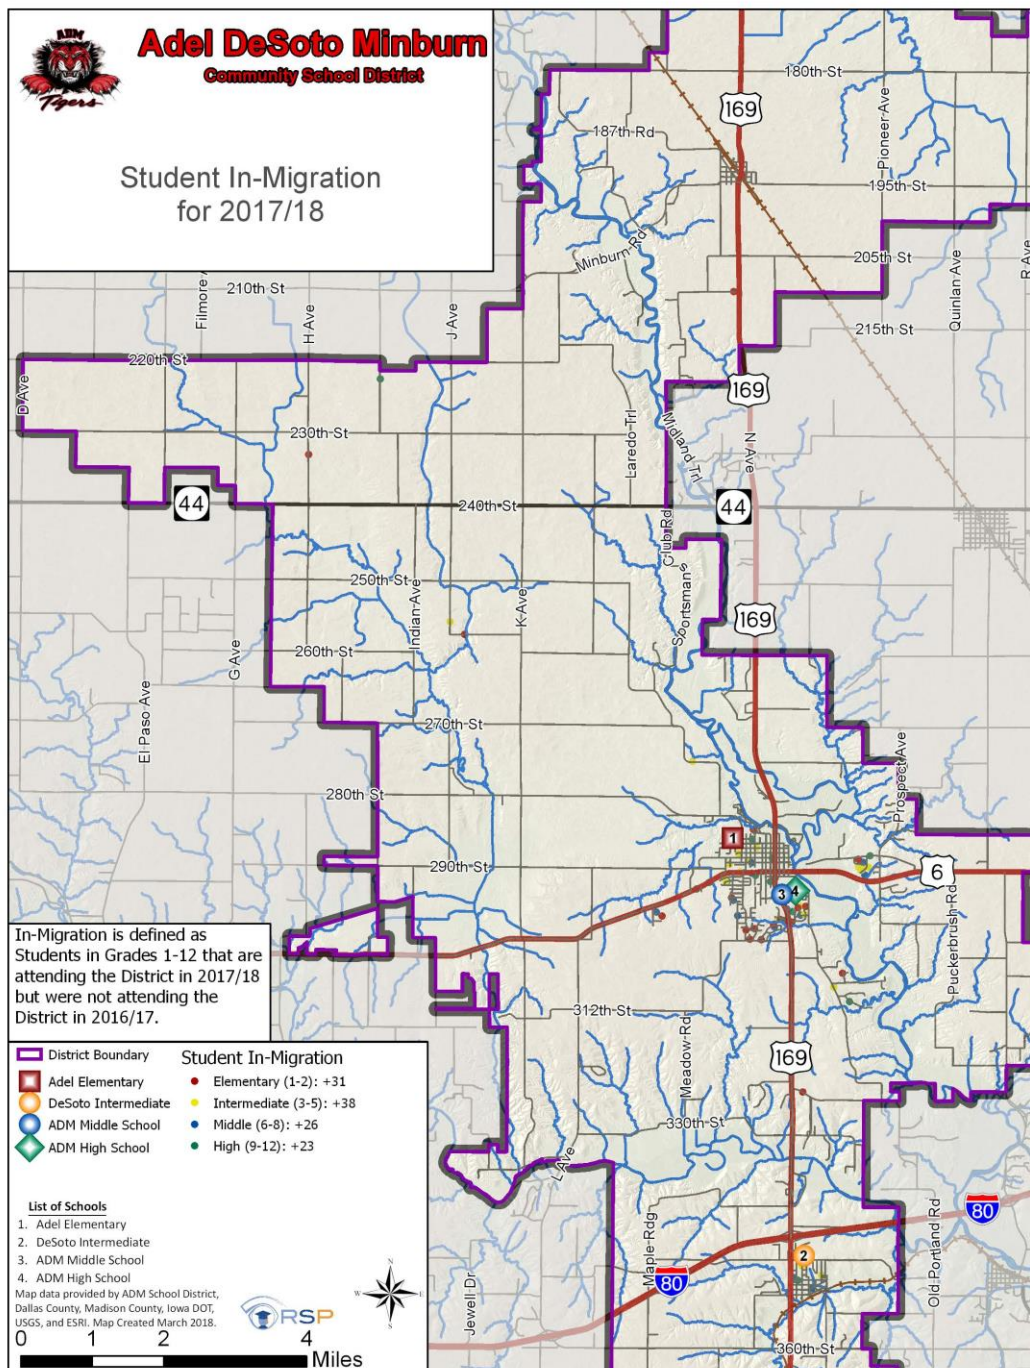 ADM
Tigers
Adel DeSoto Minburn
Community School District
Student In-Migration
for 2017/18
180th St
169
Pioneer Ave
187th Rd
195th St
Minburn Rd
205th St
Quinlan Ave
R Ave
210th St
Filmore
H Ave
J Ave
215th St
220th St
D Ave
169
230th St
Laredo Trl
Midland Trl
N Ave
44
240th St
44
Club Rd
Sportsman's
250th St
Indian Ave
K Ave
169
260th St
G Ave
El Paso Ave
270th St
Prospect Ave
280th St
1
290th St
6
3
4
Puckerbrush Rd
In-Migration is defined as
Students in Grades 1-12 that are
attending the District in 2017/18
but were not attending the
District in 2016/17.
312th St
Meadow Rd
169
330th St
L Ave
District Boundary
Adel Elementary
DeSoto Intermediate
ADM Middle School
ADM High School
Student In-Migration
Elementary (1-2): +31
Intermediate (3-5): +38
Middle (6-8): +26
High (9-12): +23
List of Schools
1. Adel Elementary
2. DeSoto Intermediate
3. ADM Middle School
4. ADM High School
Map data provided by ADM School District,
Dallas County, Madison County, Iowa DOT,
USGS, and ESRI. Map Created March 2018.
RSP
N
W
E
S
0 1 2 4
Miles
Jewell Dr
Maple Rdg
80
2
80
Old Portland Rd
360th St